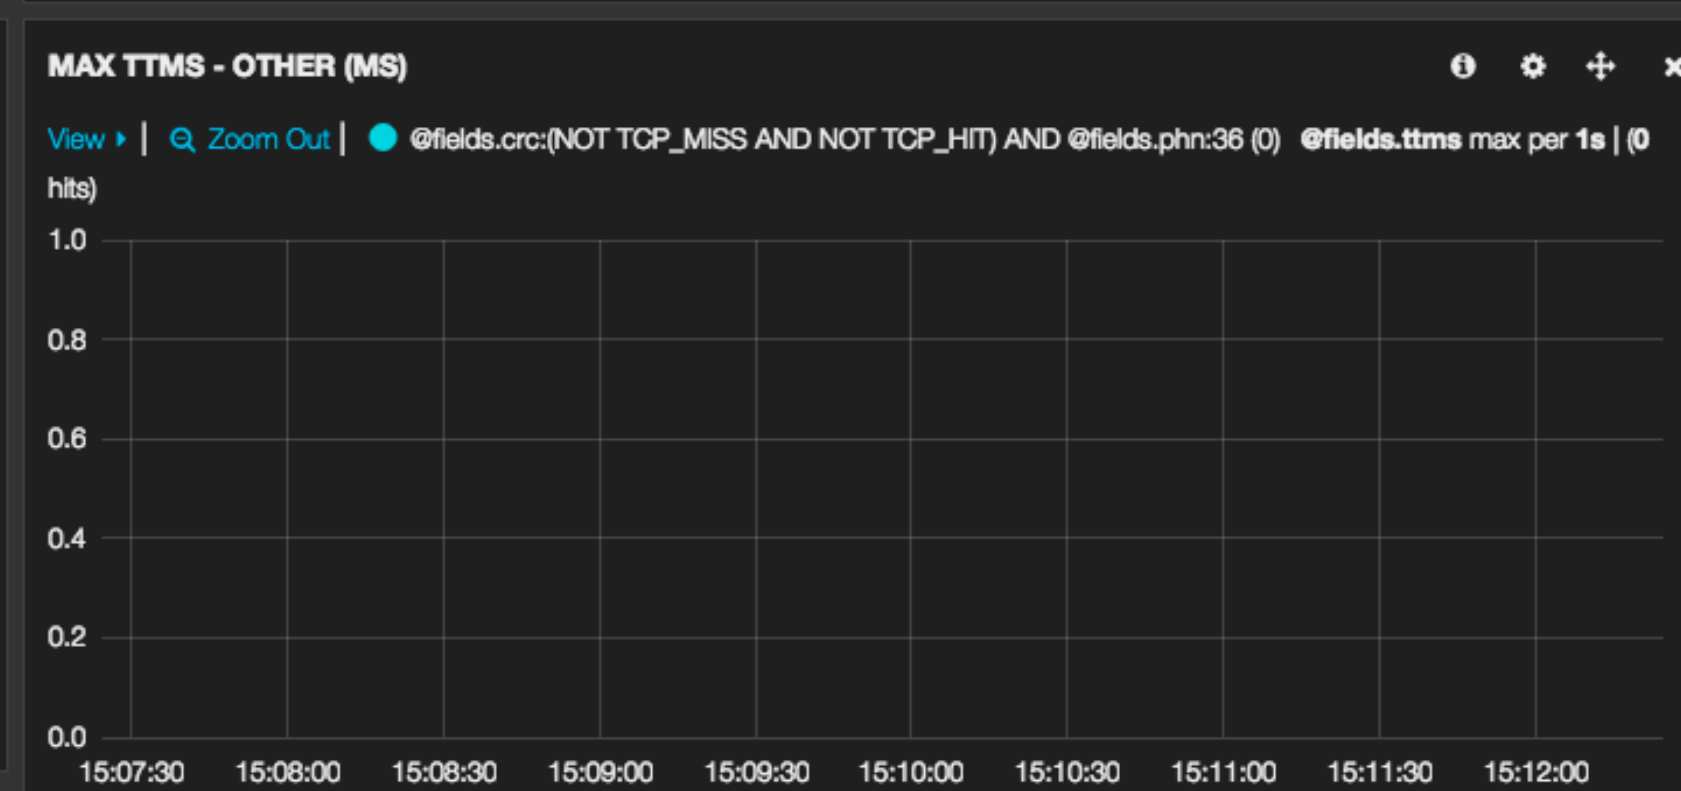 MAX TTMS - OTHER (MS)
View | Zoom Out | @fields.crc:(NOT TCP_MISS AND NOT TCP_HIT) AND @fields.phn:36 (0) @fields.ttms max per 1s | (0
hits)
1.0
0.8
0.6
0.4
0.2
0.0
15:07:30 15:08:00 15:08:30 15:09:00 15:09:30 15:10:00 15:10:30 15:11:00 15:11:30 15:12:00